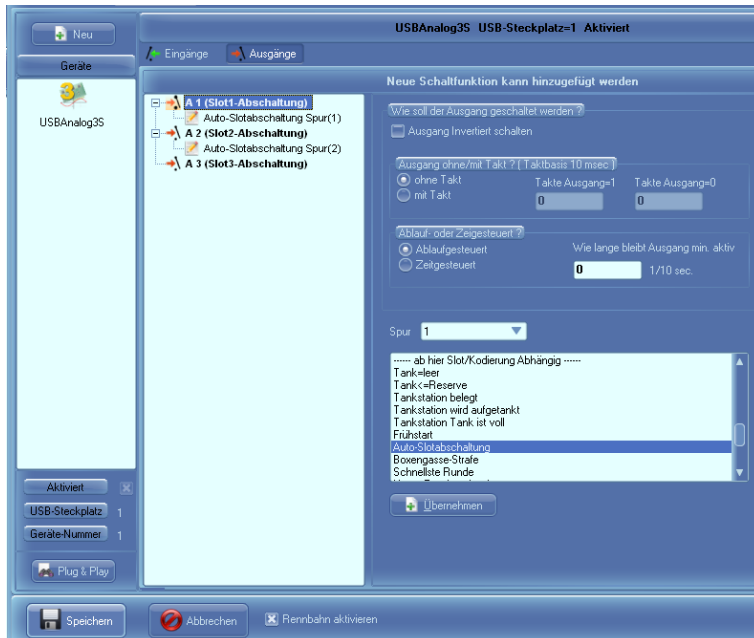 USBAnalog3S USB-Steckplatz=1 Aktiviert
Neu
Geräte
3
USBAnalog3S
Eingänge
Ausgänge
Neue Schaltfunktion kann hinzugefügt werden
A 1 (Slot1-Abschaltung)
Auto-Slotabschaltung Spur(1)
A 2 (Slot2-Abschaltung)
Auto-Slotabschaltung Spur(2)
A 3 (Slot3-Abschaltung)
Wie soll der Ausgang geschaltet werden ?
Ausgang Invertiert schalten
Ausgang ohne/mit Takt ? ( Taktbasis 10 msec )
ohne Takt
mit Takt
Takte Ausgang=1
Takte Ausgang=0
0
0
Ablauf- oder Zeigesteuert ?
Ablaufgesteuert
Zeitgesteuert
Wie lange bleibt Ausgang min. aktiv
0
1/10 sec.
Spur
1
------ ab hier Slot/Kodierung Abhängig ------
Tank=leer
Tank<=Reserve
Tankstation belegt
Tankstation wird aufgetankt
Tankstation Tank ist voll
Frühstart
Auto-Slotabschaltung
Boxengasse-Strafe
Schnellste Runde
Übernehmen
Aktiviert
USB-Steckplatz 1
Geräte-Nummer 1
Plug & Play
Speichern
Abbrechen
Rennbahn aktivieren